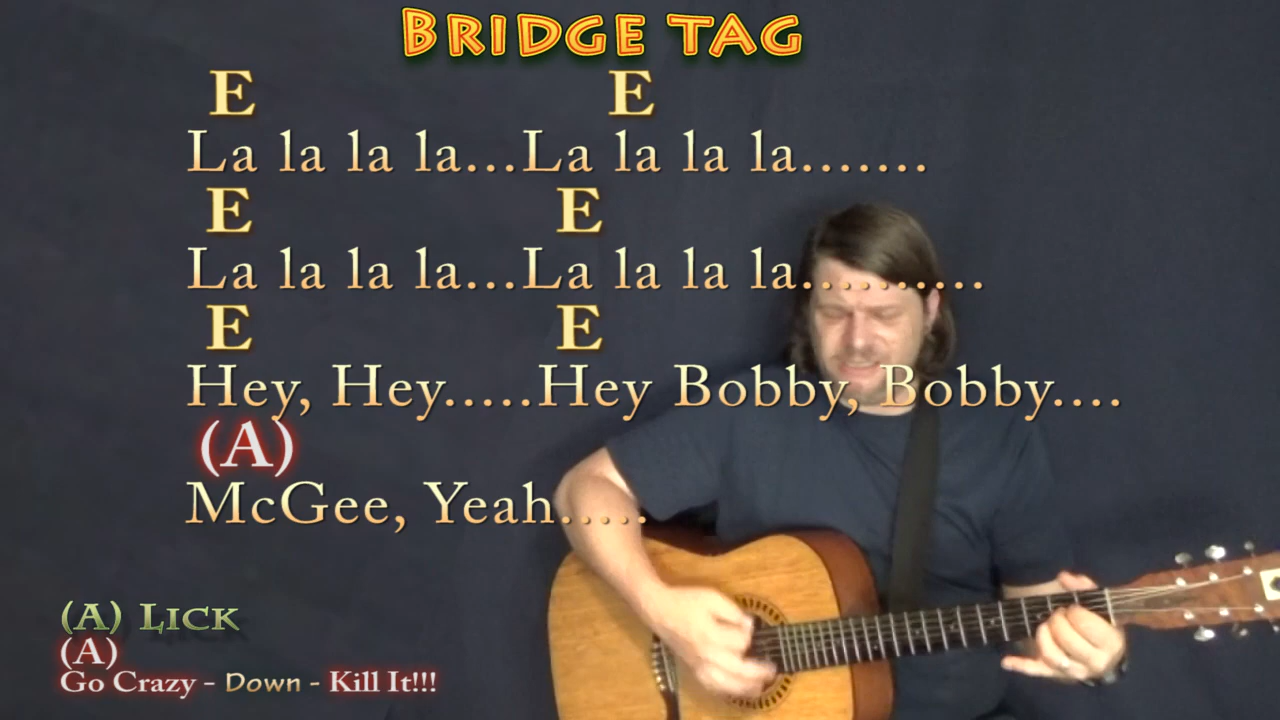 BRIDGE TAG
E E
La la la la...La la la la.......
E E
La la la la...La la la la..........
E E
Hey, Hey.....Hey Bobby, Bobby....
(A)
McGee, Yeah.....
(A) LICK
(A)
Go Crazy - Down - Kill It!!!